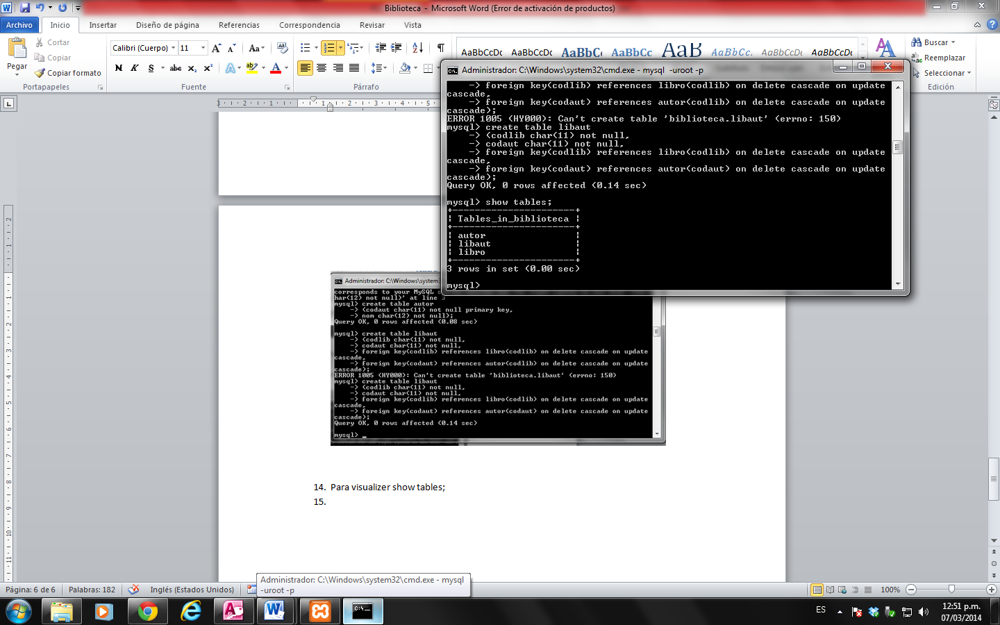 Biblioteca - Microsoft Word (Error de activación de productos)
Archivo Inicio Insertar Diseño de página Referencias Correspondencia Revisar Vista
Pegar
Cortar
Copiar
Copiar formato
Portapapeles
Calibri (Cuerpo) 11
Fuente
Párrafo
AaBbCcDc AaBbCcDc AaBbC AaBbCc AaB AaBbCc. AaBbCcDc AaBbCcDc
Buscar
Reemplazar
Seleccionar
Edición
Administrador: C:\Windows\system32\cmd.exe - mysql -uroot -p
-> foreign key(codlib) references libro(codlib) on delete cascade on update
cascade,
-> foreign key(codaut) references autor(codlib) on delete cascade on update
cascade);
ERROR 1005 (HY000): Can't create table 'biblioteca.libaut' (errno: 150)
mysql> create table libaut
-> (codlib char(11) not null,
-> codaut char(11) not null,
-> foreign key(codlib) references libro(codlib) on delete cascade on update
cascade,
-> foreign key(codaut) references autor(codaut) on delete cascade on update
cascade);
Query OK, 0 rows affected (0.14 sec)
mysql> show tables;
+----------------------+
| Tables_in_biblioteca |
+----------------------+
| autor |
| libaut |
| libro |
+----------------------+
3 rows in set (0.00 sec)
mysql>
Administrador: C:\Windows\system3
corresponds to your MySQL s
har(12) not null)' at line 3
mysql> create table autor
-> (codaut char(11) not null primary key,
-> nom char(12) not null);
Query OK, 0 rows affected (0.08 sec)
mysql> create table libaut
-> (codlib char(11) not null,
-> codaut char(11) not null,
-> foreign key(codlib) references libro(codlib) on delete cascade on update
cascade,
-> foreign key(codaut) references autor(codlib) on delete cascade on update
cascade);
ERROR 1005 (HY000): Can't create table 'biblioteca.libaut' (errno: 150)
mysql> create table libaut
-> (codlib char(11) not null,
-> codaut char(11) not null,
-> foreign key(codlib) references libro(codlib) on delete cascade on update
cascade,
-> foreign key(codaut) references autor(codaut) on delete cascade on update
cascade);
Query OK, 0 rows affected (0.14 sec)
mysql> _
14. Para visualizer show tables;
15.
Administrador: C:\Windows\system32\cmd.exe - mysql
-uroot -p
Página: 6 de 6 Palabras: 182 Inglés (Estados Unidos) 100%
ES 12:51 p.m.
07/03/2014